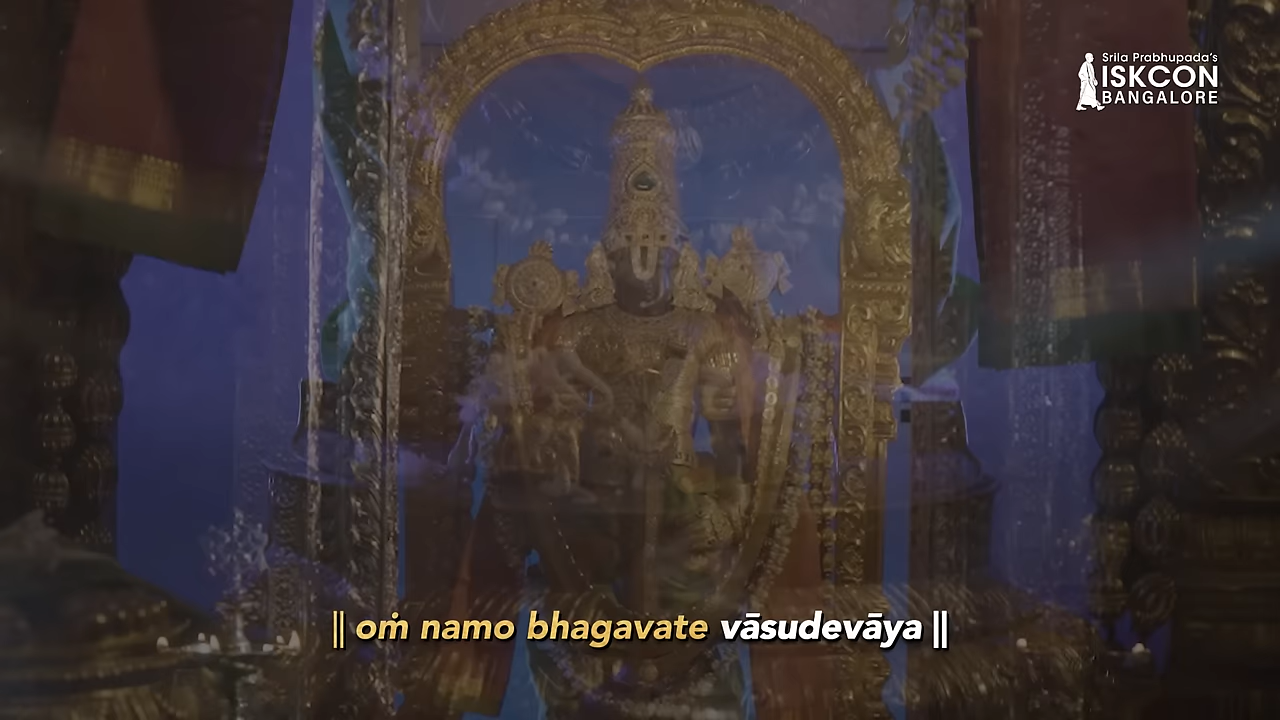 Srila Prabhupada's
ISKCON
BANGALORE
|| oṁ namo bhagavate vāsudevāya ||